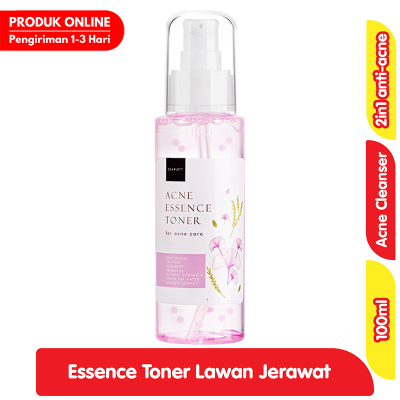 PRODUK ONLINE
Pengiriman 1-3 Hari
SCARLETT
ACNE
ESSENCE
TONER
for acne care
2in1 anti-acne
Acne Cleanser
100ml
Essence Toner Lawan Jerawat